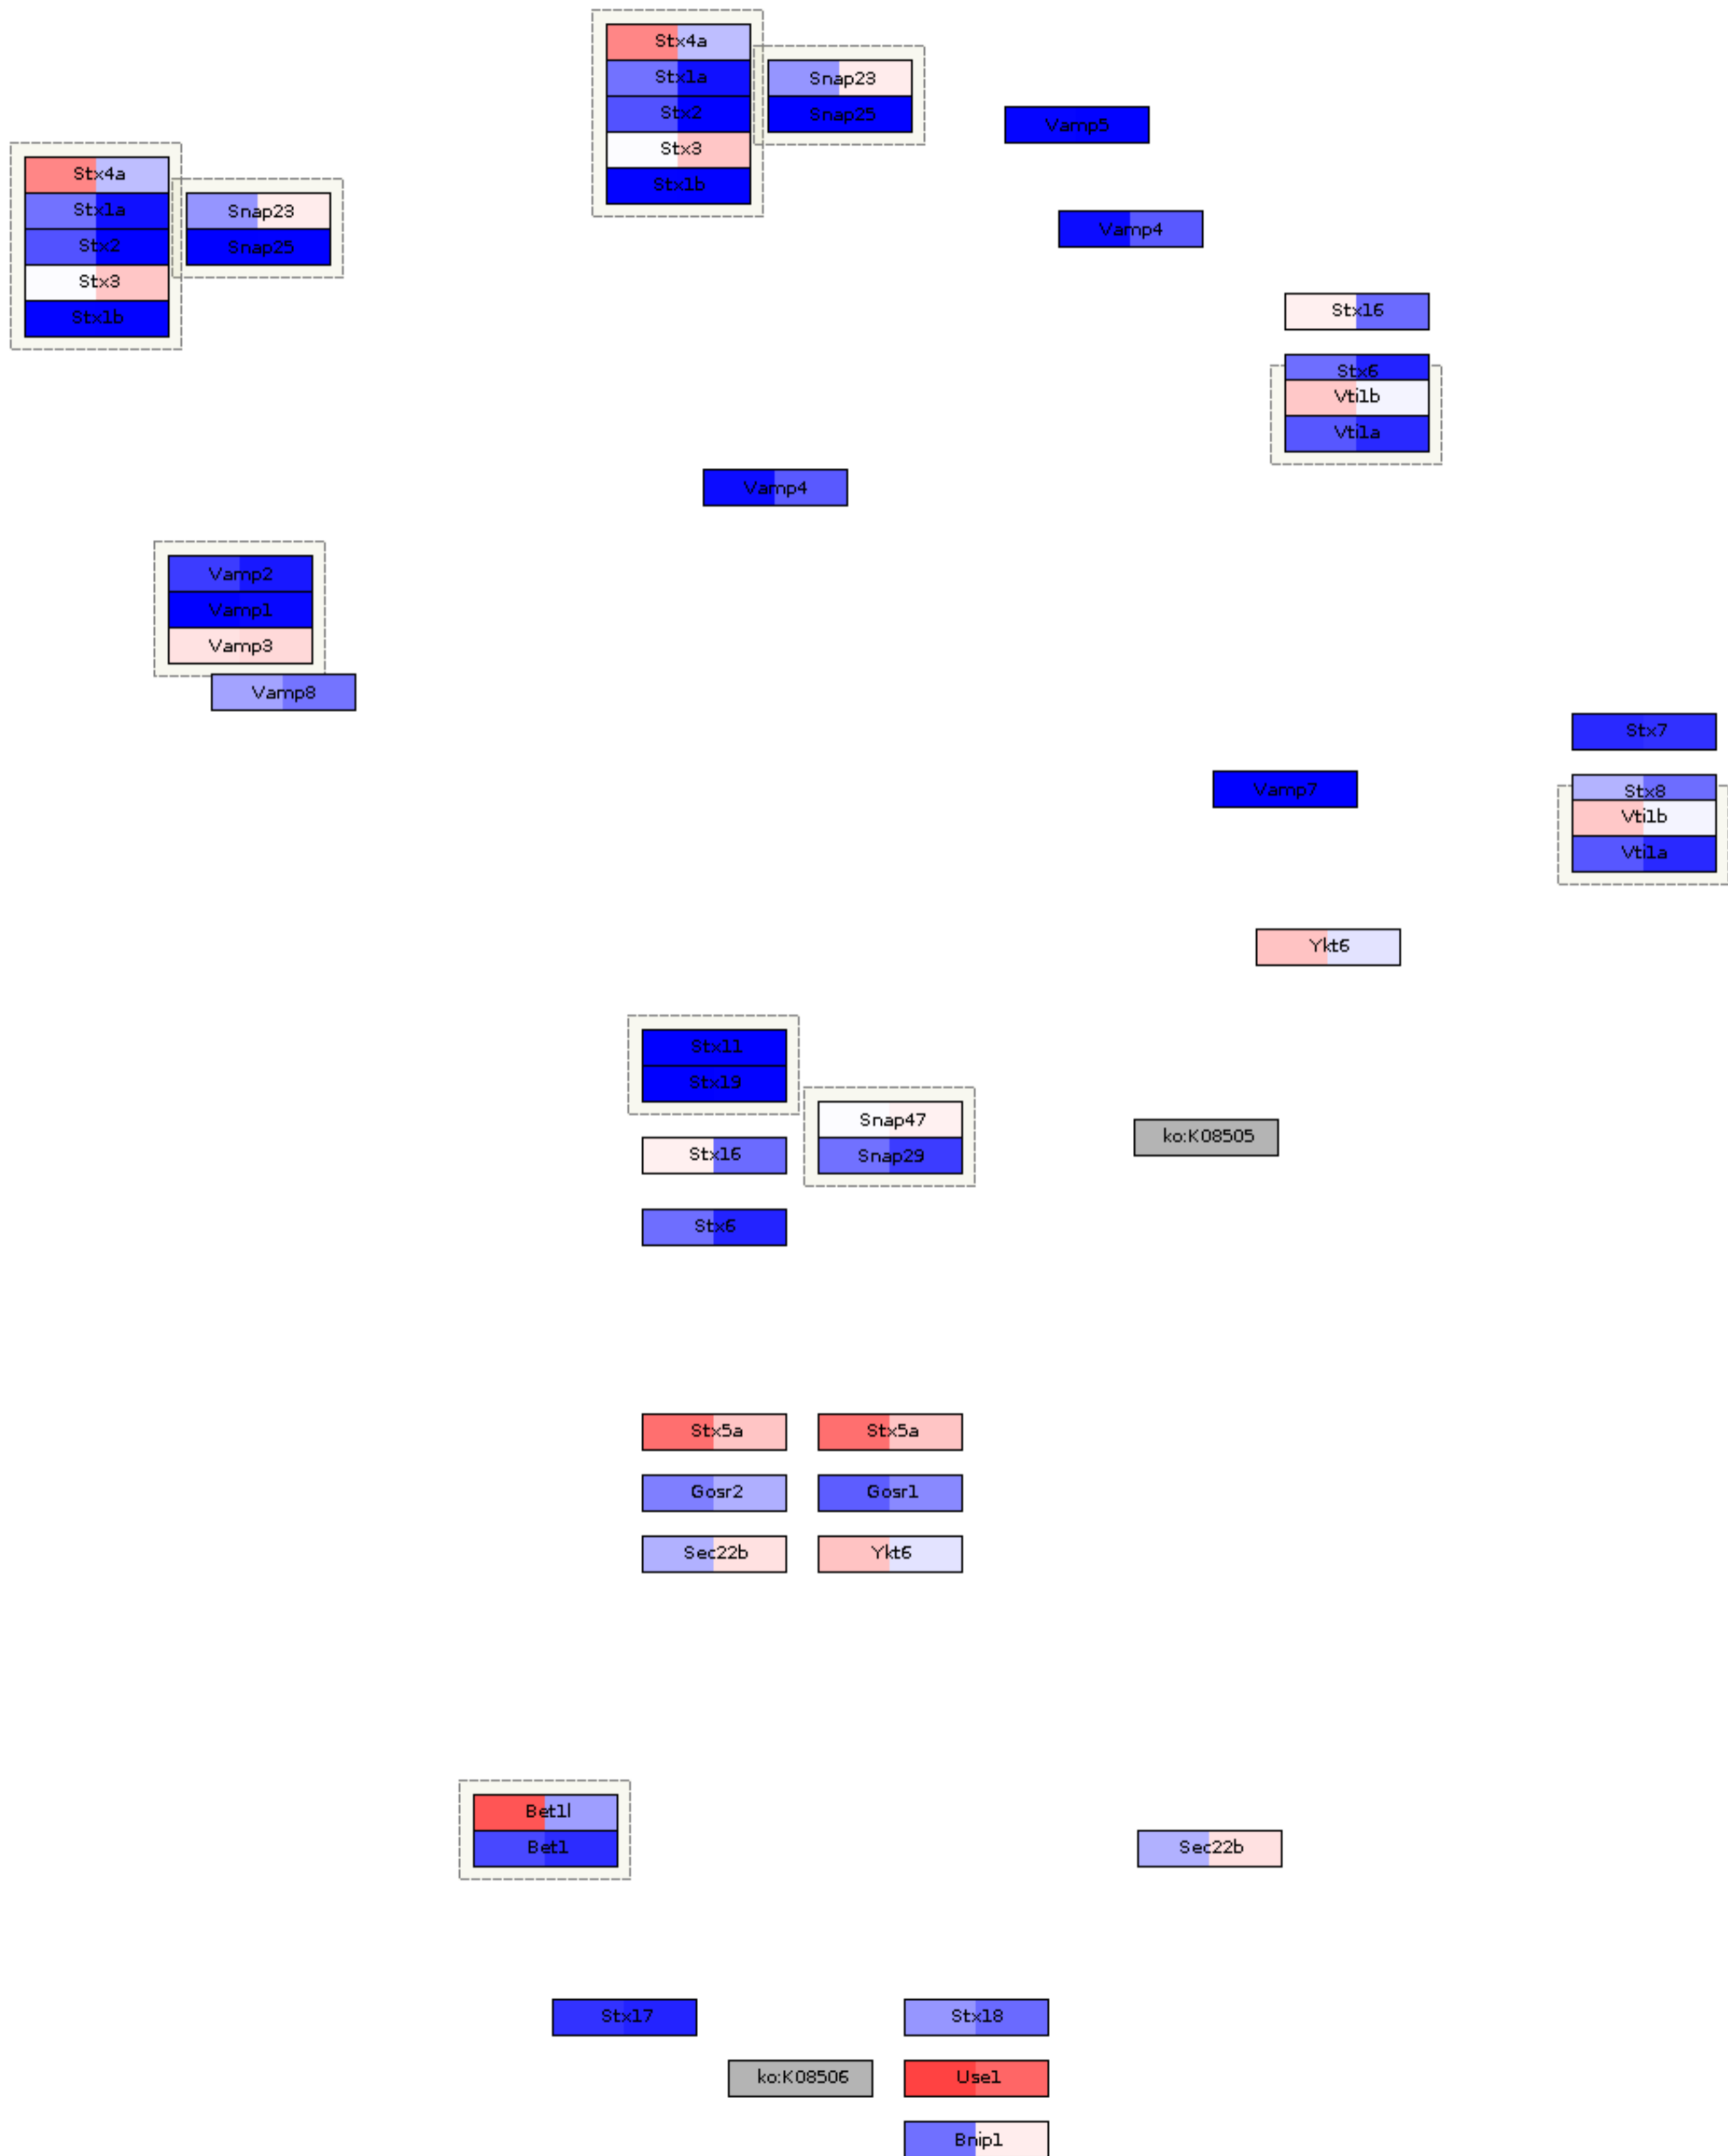 Stx4a
Stx1a
Stx2
Stx3
Stx1b
Snap23
Snap25
Vamp5
Stx4a
Stx1a
Stx2
Stx3
Stx1b
Snap23
Snap25
Vamp4
Stx16
Stx6
Vti1b
Vti1a
Vamp4
Vamp2
Vamp1
Vamp3
Vamp8
Stx7
Vamp7
Stx8
Vti1b
Vti1a
Ykt6
Stx11
Stx19
Snap47
Snap29
Stx16
ko:K08505
Stx6
Stx5a
Stx5a
Gosr2
Gosr1
Sec22b
Ykt6
Bet1l
Bet1
Sec22b
Stx17
Stx18
ko:K08506
Use1
Bnip1